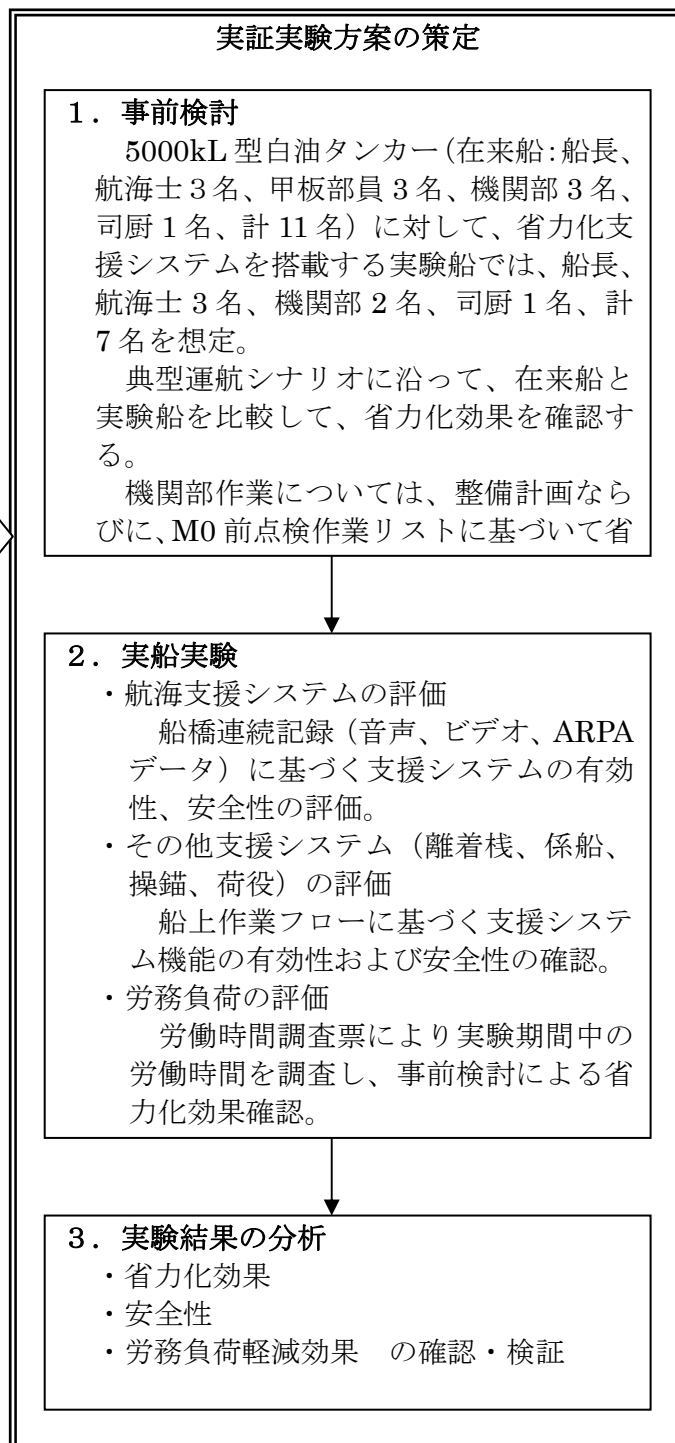 実証実験方案の策定
１．事前検討
5000kL 型白油タンカー(在来船:船長、
航海士３名、甲板部員 3 名、機関部 3 名、
司厨 1 名、計 11 名）に対して、省力化支
援システムを搭載する実験船では、船長、
航海士 3 名、機関部 2 名、司厨 1 名、計
7 名を想定。
典型運航シナリオに沿って、在来船と
実験船を比較して、省力化効果を確認す
る。
機関部作業については、整備計画なら
びに、M0 前点検作業リストに基づいて省
２．実船実験
・航海支援システムの評価
船橋連続記録（音声、ビデオ、ARPA
データ）に基づく支援システムの有効
性、安全性の評価。
・その他支援システム（離着桟、係船、
操錨、荷役）の評価
船上作業フローに基づく支援システ
ム機能の有効性および安全性の確認。
・労務負荷の評価
労働時間調査票により実験期間中の
労働時間を調査し、事前検討による省
力化効果確認。
３．実験結果の分析
・省力化効果
・安全性
・労務負荷軽減効果　の確認・検証